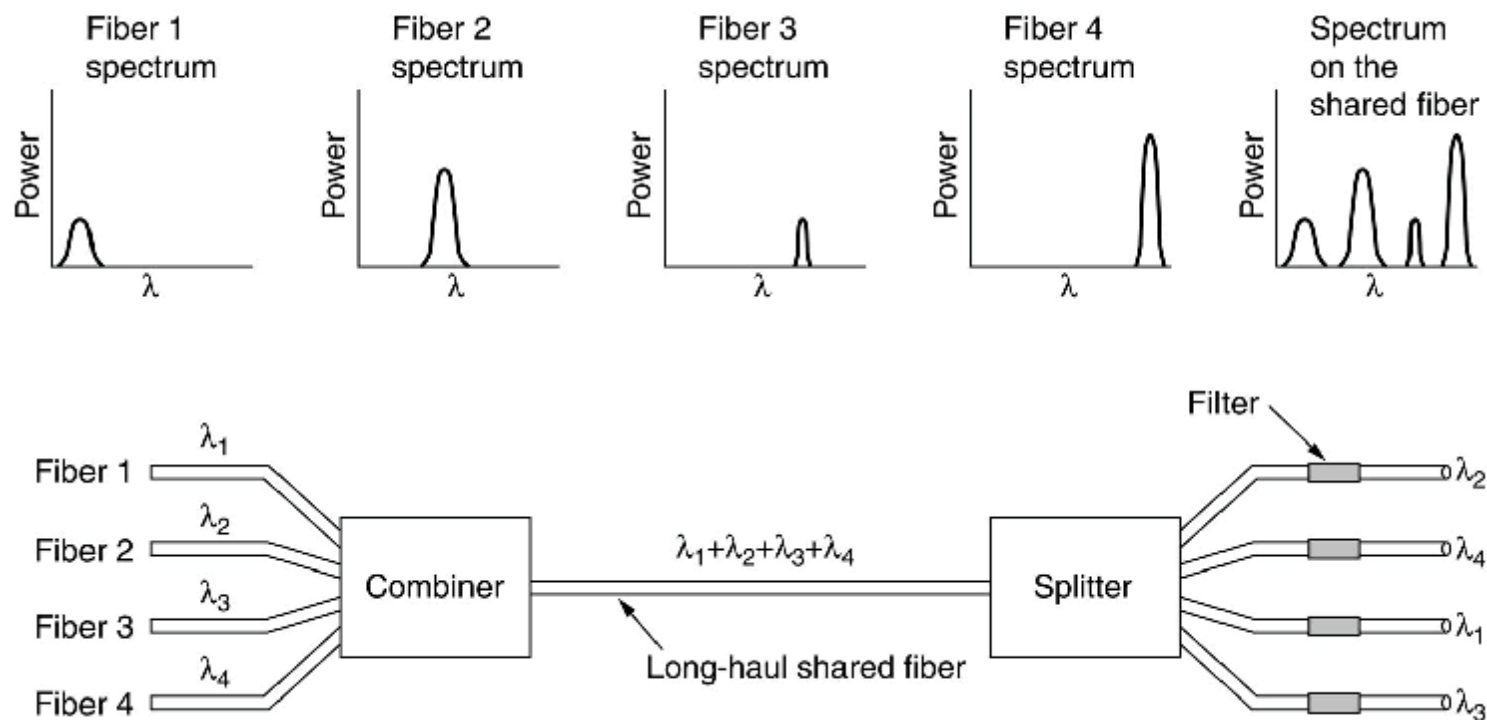 Fiber 1
spectrum
Fiber 2
spectrum
Fiber 3
spectrum
Fiber 4
spectrum
Spectrum
on the
shared fiber
Power
λ
Power
λ
Power
λ
Power
λ
Power
λ
Filter
λ1
Fiber 1
λ2
Fiber 2
λ3
Fiber 3
λ4
Fiber 4
Combiner
λ1+λ2+λ3+λ4
Long-haul shared fiber
Splitter
λ2
λ4
λ1
λ3